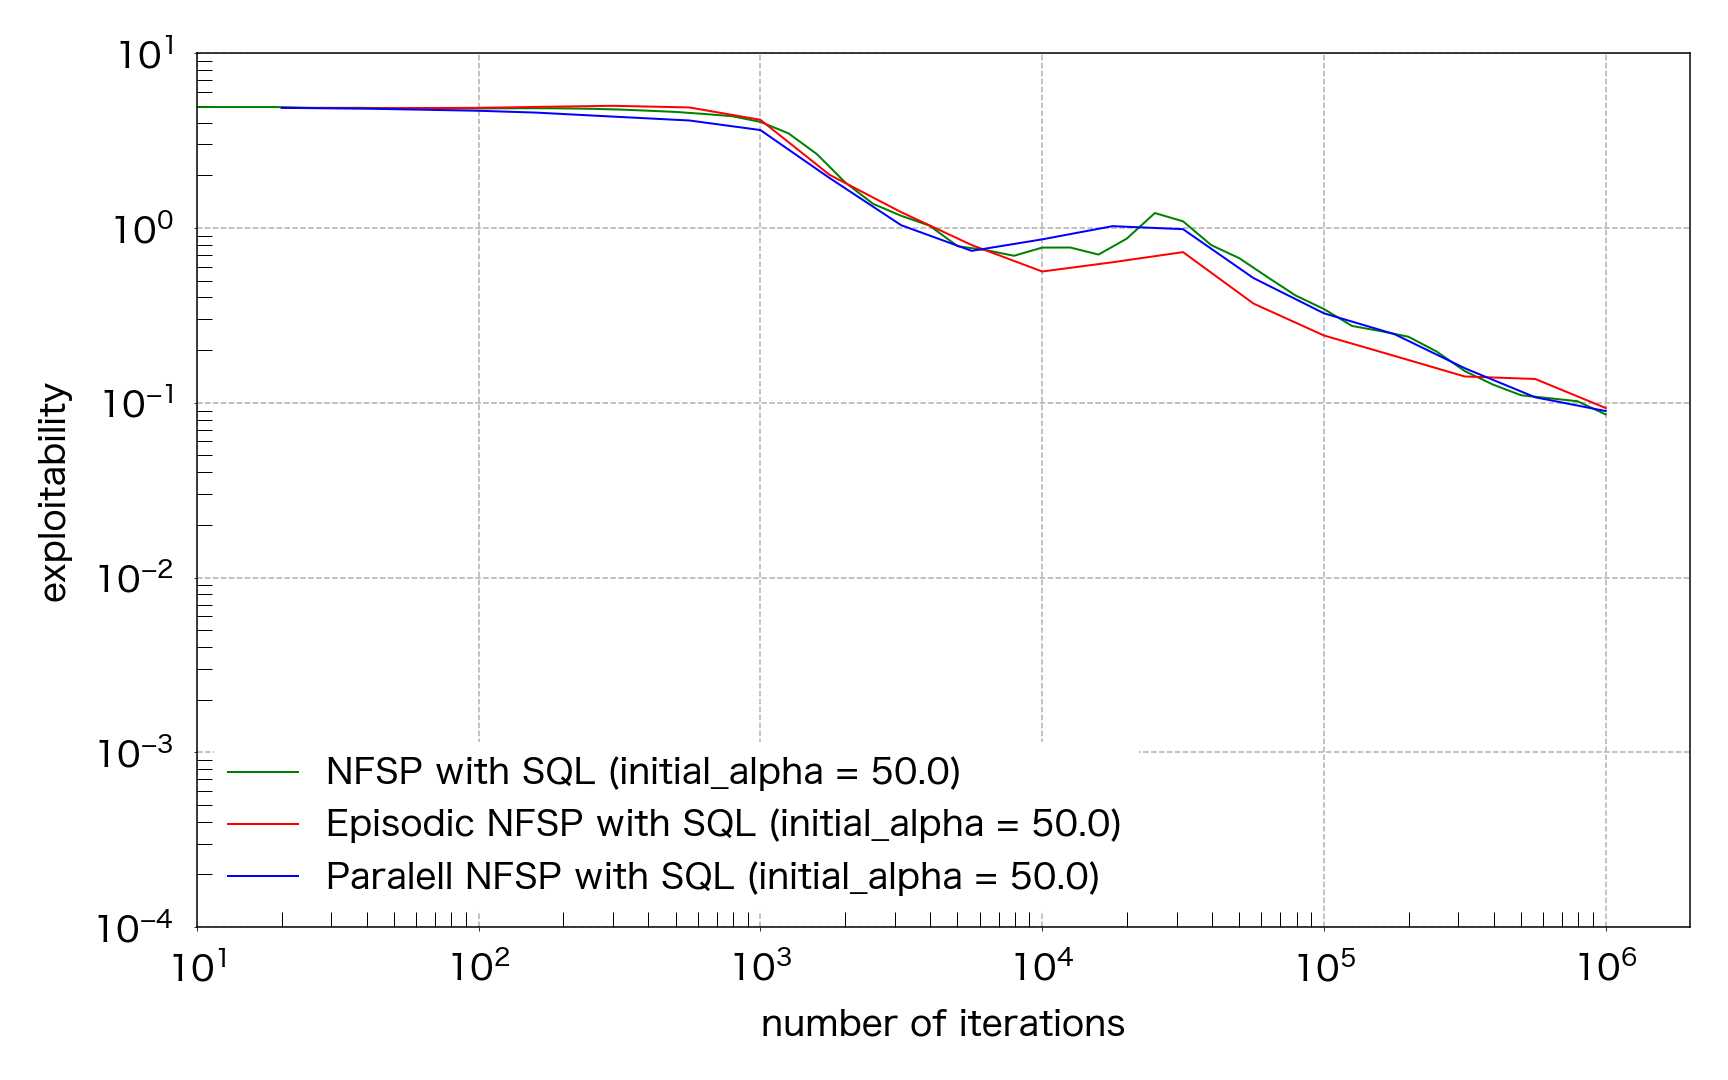 10¹
10⁰
10⁻¹
10⁻²
10⁻³
10⁻⁴
exploitability
NFSP with SQL (initial_alpha = 50.0)
Episodic NFSP with SQL (initial_alpha = 50.0)
Paralell NFSP with SQL (initial_alpha = 50.0)
10¹ 10² 10³ 10⁴ 10⁵ 10⁶
number of iterations